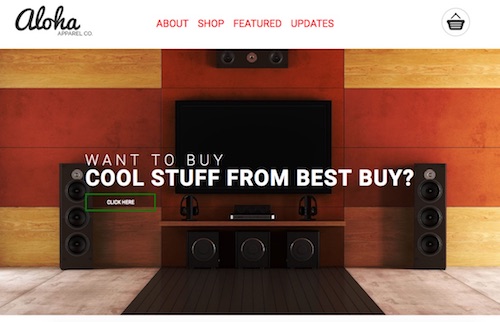 Aloha
APPAREL CO.
ABOUT SHOP FEATURED UPDATES
WANT TO BUY
COOL STUFF FROM BEST BUY?
CLICK HERE